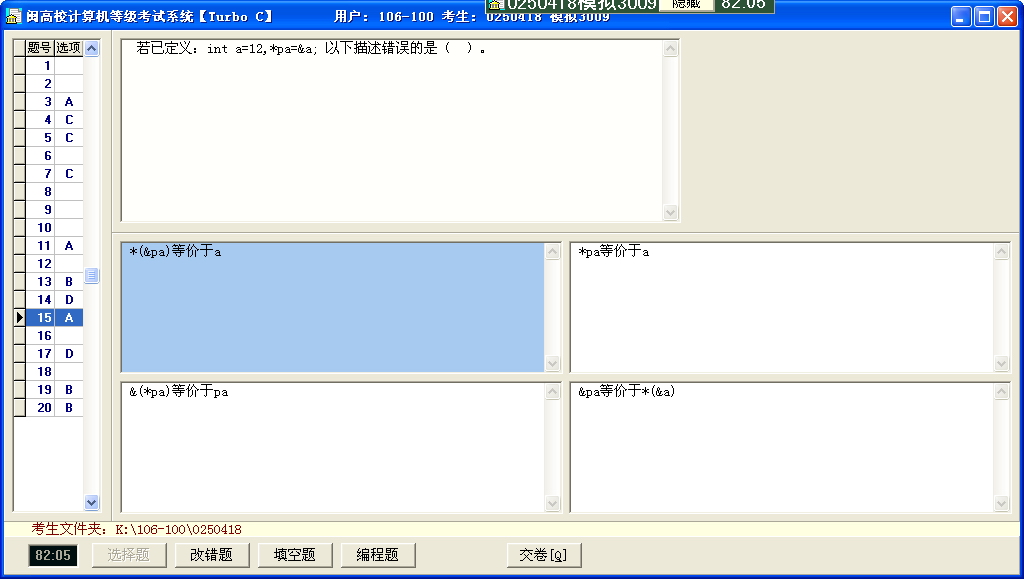 闽高校计算机等级考试系统【Turbo C】 用户: 106-100 考生: 0250418 模拟3009
0250418模拟3009 隐藏 82:05
题号 选项
1
2
3 A
4 C
5 C
6
7 C
8
9
10
11 A
12
13 B
14 D
15 A
16
17 D
18
19 B
20 B
若已定义: int a=12,*pa=&a; 以下描述错误的是（ ）。
*(&pa)等价于a
*pa等价于a
&(*pa)等价于pa
&pa等价于*(&a)
考生文件夹: K:\106-100\0250418
82:05 选择题 改错题 填空题 编程题 交卷[Q]